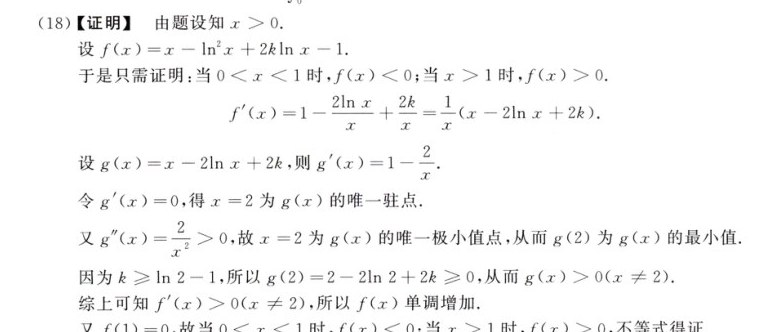 (18)【证明】 由题设知 x > 0.
设 f(x) = x − ln²x + 2kln x − 1.
于是只需证明:当 0 < x < 1 时,f(x) < 0;当 x > 1 时,f(x) > 0.
f′(x) = 1 − 2ln x/x + 2k/x = 1/x(x − 2ln x + 2k).
设 g(x) = x − 2ln x + 2k,则 g′(x) = 1 − 2/x.
令 g′(x) = 0,得 x = 2 为 g(x) 的唯一驻点.
又 g″(x) = 2/x² > 0,故 x = 2 为 g(x) 的唯一极小值点,从而 g(2) 为 g(x) 的最小值.
因为 k ⩾ ln 2 − 1,所以 g(2) = 2 − 2ln 2 + 2k ⩾ 0,从而 g(x) > 0(x ≠ 2).
综上可知 f′(x) > 0(x ≠ 2),所以 f(x) 单调增加.
又 f(1) = 0,故当 0 < x < 1 时,f(x) < 0;当 x > 1 时,f(x) > 0,不等式得证